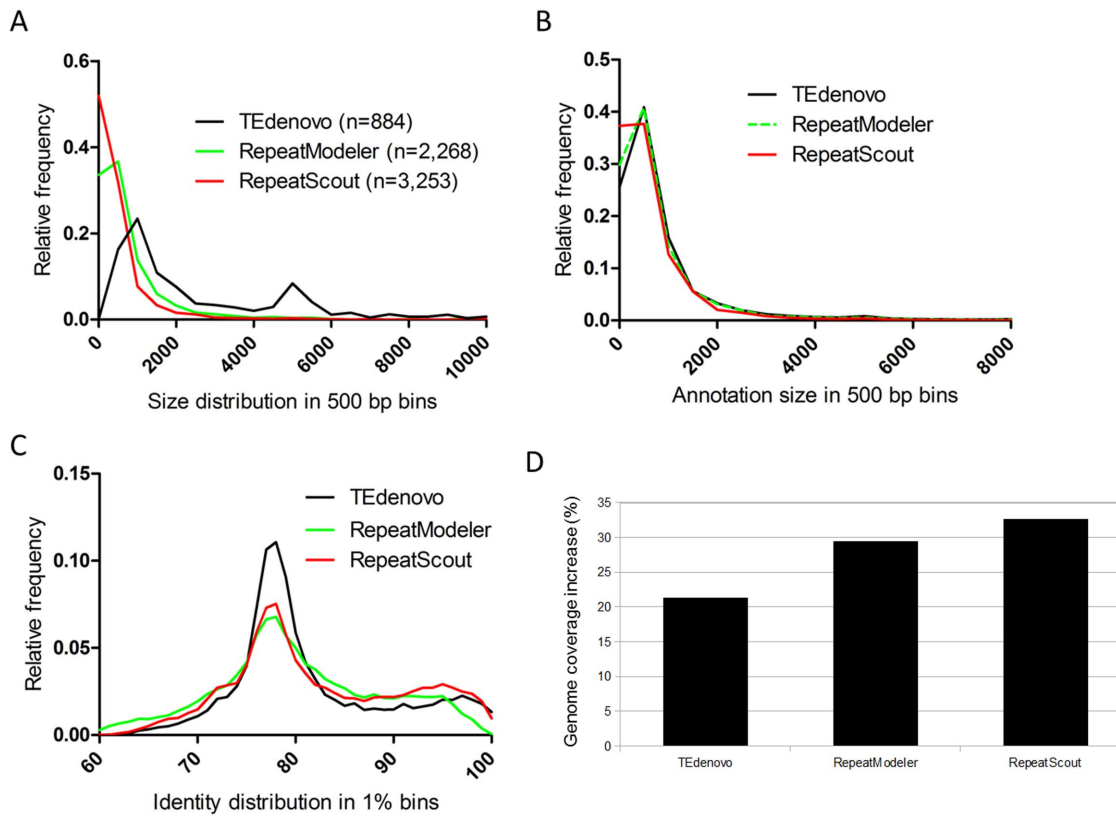 A
Relative frequency
0.6
0.4
0.2
0.0
0
2000
4000
6000
8000
10000
TEdenovo (n=884)
RepeatModeler (n=2,268)
RepeatScout (n=3,253)
Size distribution in 500 bp bins
B
Relative frequency
0.5
0.4
0.3
0.2
0.1
0.0
0
2000
4000
6000
8000
TEdenovo
RepeatModeler
RepeatScout
Annotation size in 500 bp bins
C
Relative frequency
0.15
0.10
0.05
0.00
60
70
80
90
100
TEdenovo
RepeatModeler
RepeatScout
Identity distribution in 1% bins
D
Genome coverage increase (%)
35
30
25
20
15
10
5
0
TEdenovo
RepeatModeler
RepeatScout